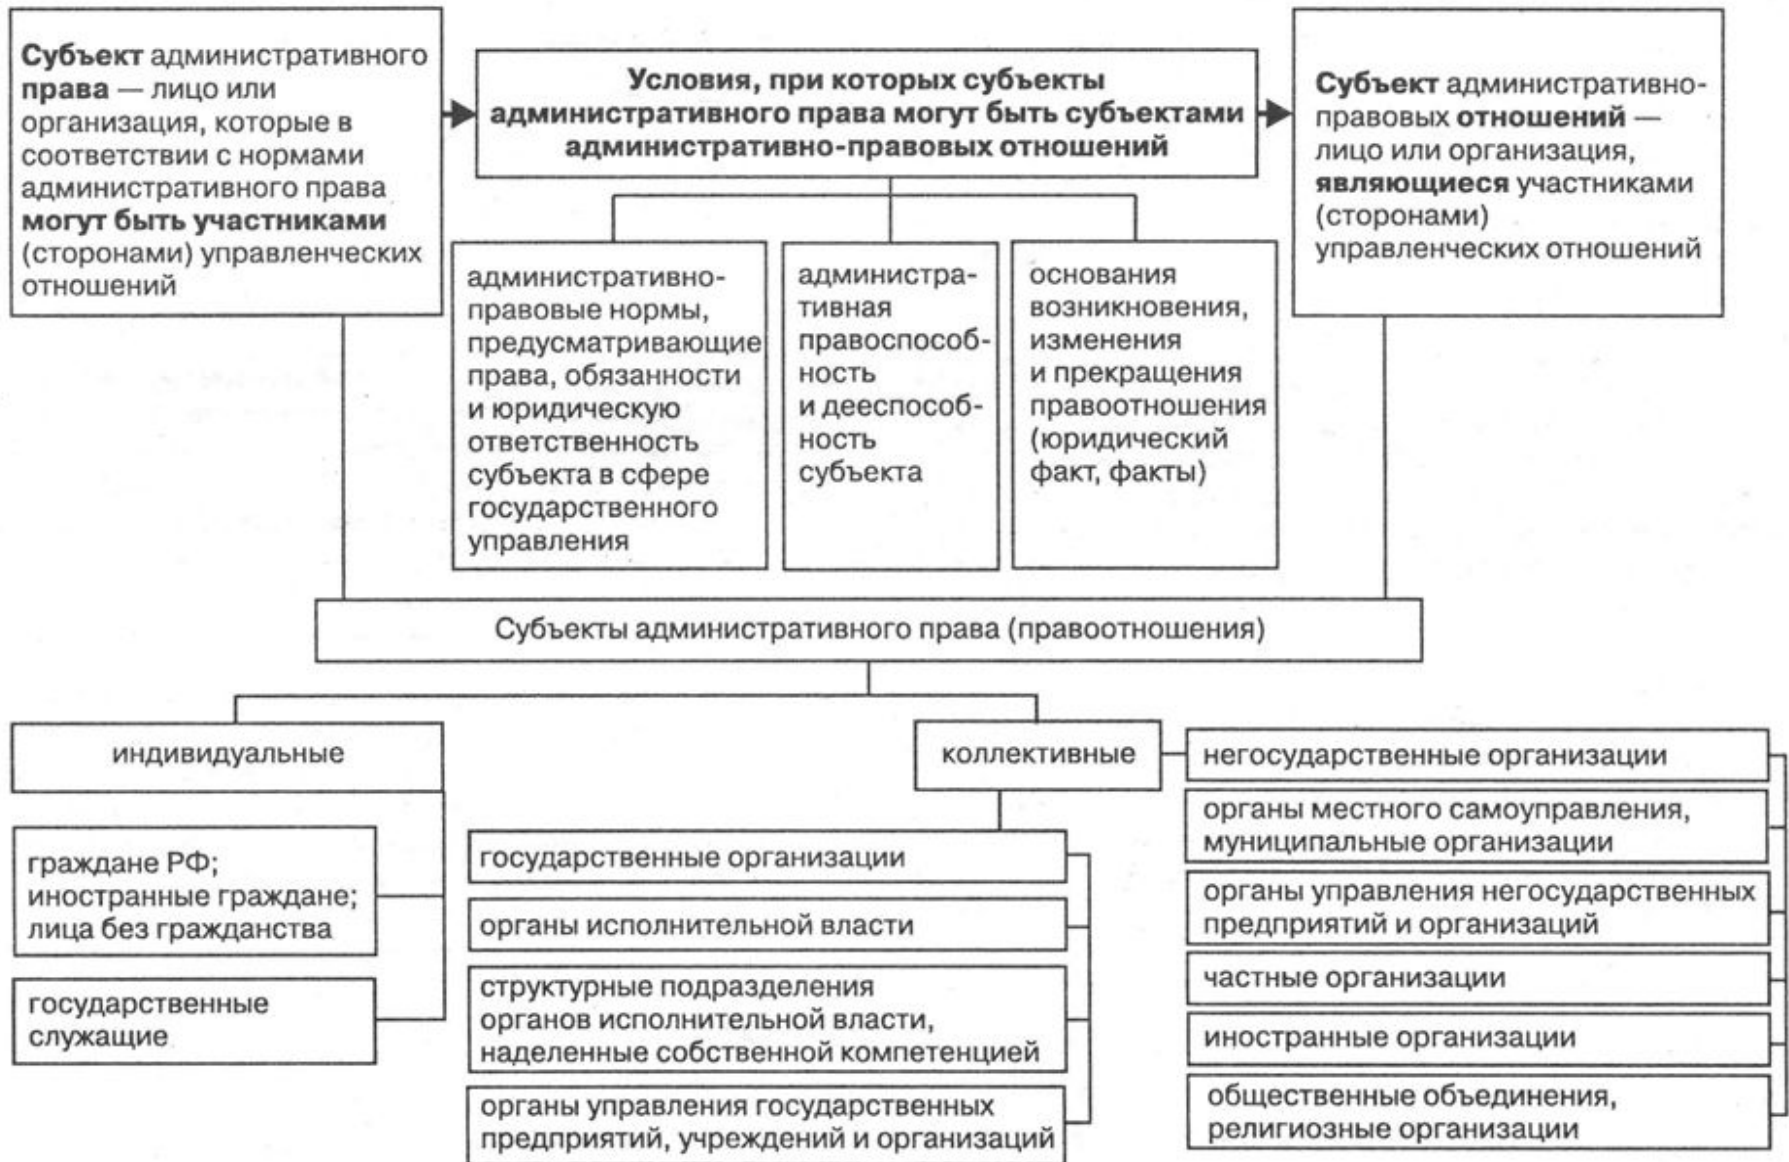 Субъект административного
права — лицо или
организация, которые в
соответствии с нормами
административного права
могут быть участниками
(сторонами) управленческих
отношений
Условия, при которых субъекты
административного права могут быть субъектами
административно-правовых отношений
Субъект административно-
правовых отношений —
лицо или организация,
являющиеся участниками
(сторонами)
управленческих отношений
административно-
правовые нормы,
предусматривающие
права, обязанности
и юридическую
ответственность
субъекта в сфере
государственного
управления
администра-
тивная
правоспособ-
ность
и дееспособ-
ность
субъекта
основания
возникновения,
изменения
и прекращения
правоотношения
(юридический
факт, факты)
Субъекты административного права (правоотношения)
индивидуальные
граждане РФ;
иностранные граждане;
лица без гражданства
государственные
служащие
коллективные
государственные организации
органы исполнительной власти
структурные подразделения
органов исполнительной власти,
наделенные собственной компетенцией
органы управления государственных
предприятий, учреждений и организаций
негосударственные организации
органы местного самоуправления,
муниципальные организации
органы управления негосударственных
предприятий и организаций
частные организации
иностранные организации
общественные объединения,
религиозные организации